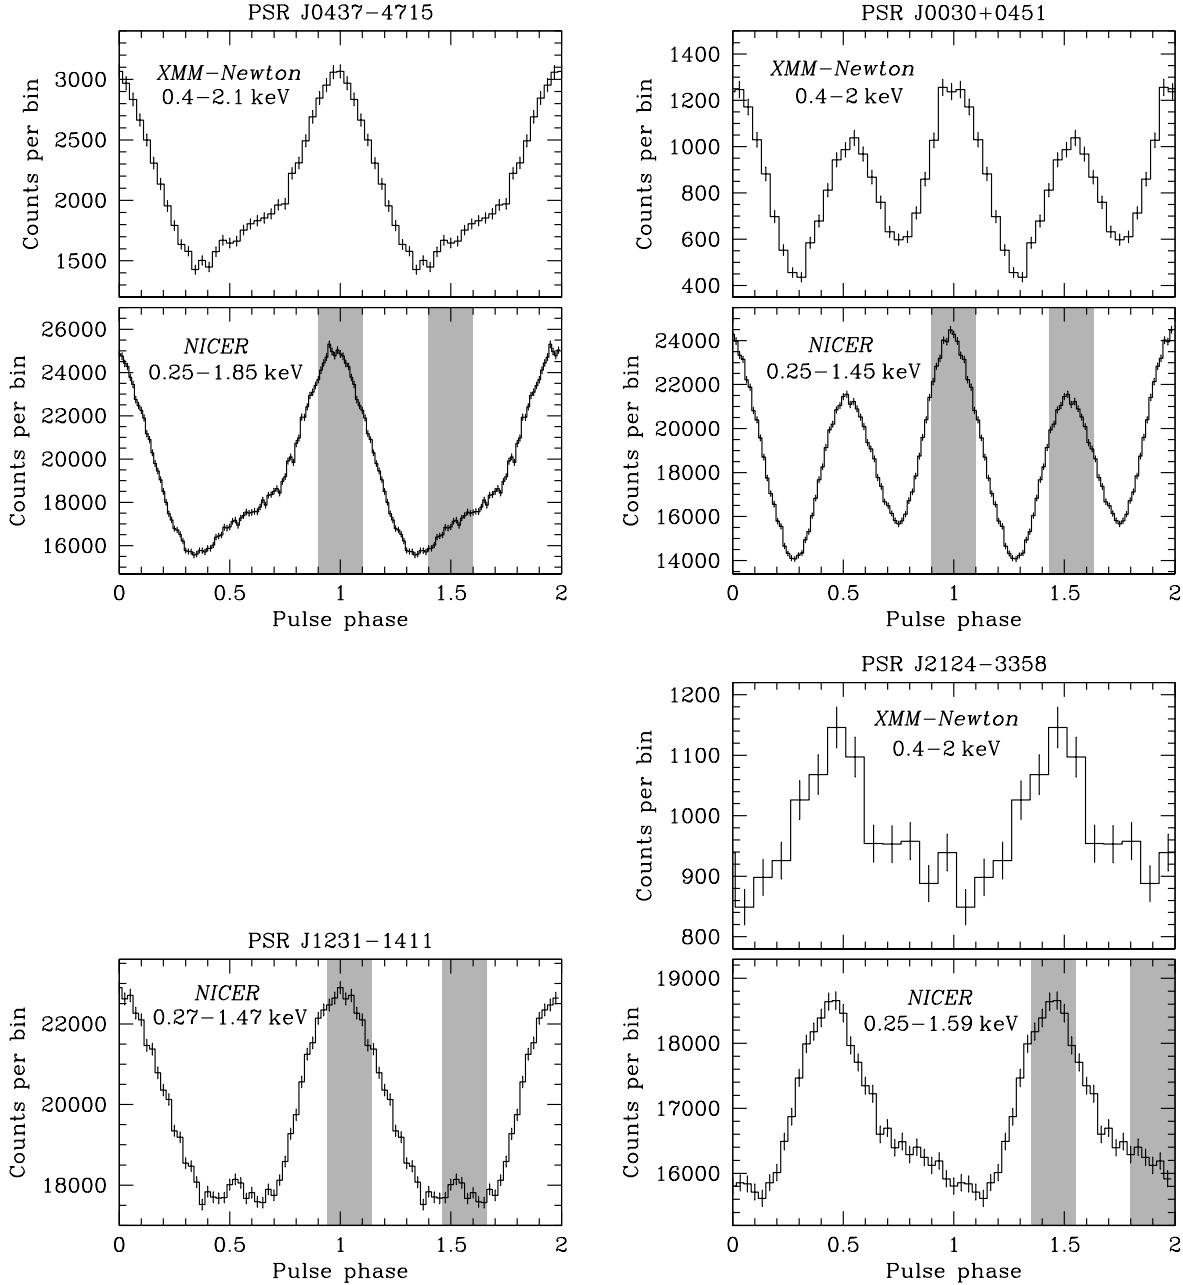 PSR J0437−4715
XMM−Newton
0.4−2.1 keV
Counts per bin
3000
2500
2000
1500
NICER
0.25−1.85 keV
Counts per bin
26000
24000
22000
20000
18000
16000
0 0.5 1 1.5 2
Pulse phase
PSR J0030+0451
XMM−Newton
0.4−2 keV
Counts per bin
1400
1200
1000
800
600
400
NICER
0.25−1.45 keV
Counts per bin
24000
22000
20000
18000
16000
14000
0 0.5 1 1.5 2
Pulse phase
PSR J1231−1411
NICER
0.27−1.47 keV
Counts per bin
22000
20000
18000
0 0.5 1 1.5 2
Pulse phase
PSR J2124−3358
XMM−Newton
0.4−2 keV
Counts per bin
1200
1100
1000
900
800
NICER
0.25−1.59 keV
Counts per bin
19000
18000
17000
16000
0 0.5 1 1.5 2
Pulse phase